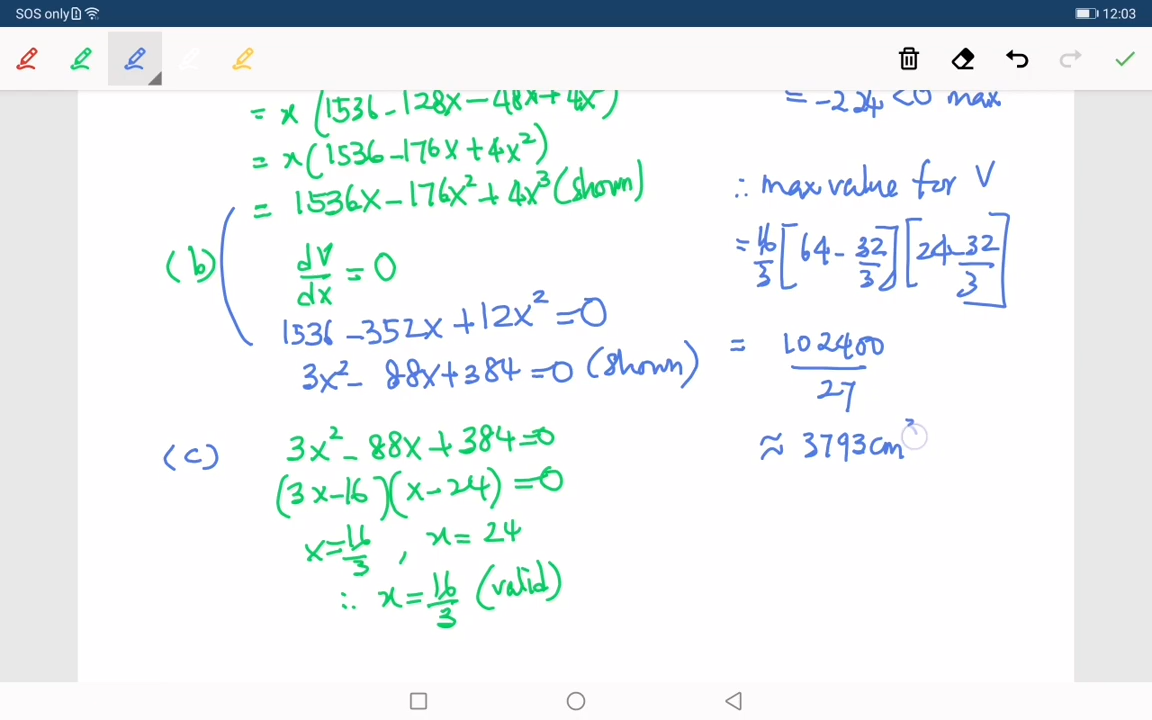 SOS only 12:03
= x (1536 - 128x - 48x + 4x²)
= x (1536 - 176x + 4x²)
= 1536x - 176x² + 4x³ (shown)
(b) dV/dx = 0
1536 - 352x + 12x² = 0
3x² - 88x + 384 = 0 (shown)
(c) 3x² - 88x + 384 = 0
(3x - 16)(x - 24) = 0
x = 16/3 , x = 24
∴ x = 16/3 (valid)
= -224 < 0 max
∴ max value for V
= 16/3 [64 - 32/3] [24 - 32/3]
= 102400/27
≈ 3793 cm³